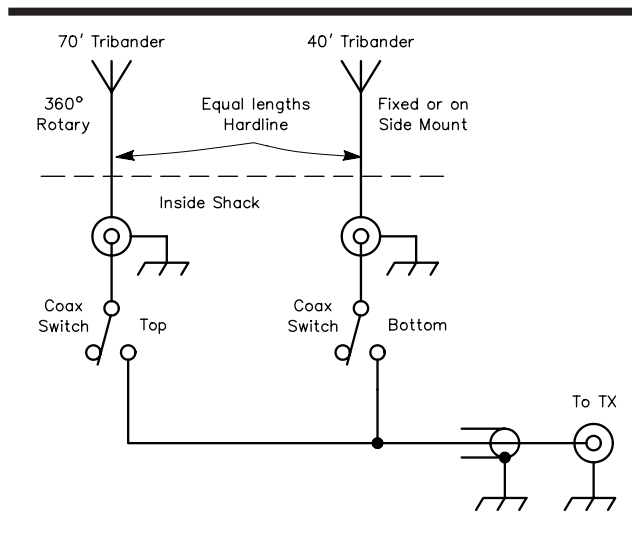 70′ Tribander
40′ Tribander
360°
Rotary
Equal lengths
Hardline
Fixed or on
Side Mount
Inside Shack
Coax
Switch
Top
Coax
Switch
Bottom
To TX